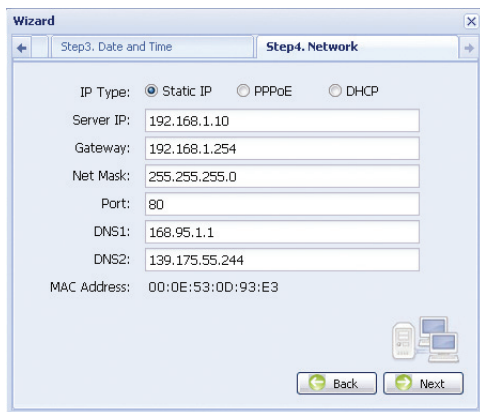 Wizard
Step3. Date and Time
Step4. Network
IP Type: Static IP PPPoE DHCP
Server IP: 192.168.1.10
Gateway: 192.168.1.254
Net Mask: 255.255.255.0
Port: 80
DNS1: 168.95.1.1
DNS2: 139.175.55.244
MAC Address: 00:0E:53:0D:93:E3
Back Next